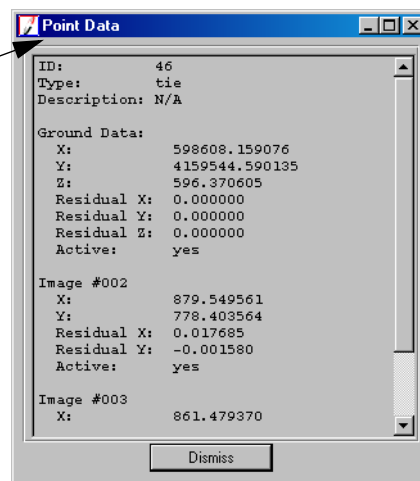 Point Data
ID: 46
Type: tie
Description: N/A
Ground Data:
X: 598608.159076
Y: 4159544.590135
Z: 596.370605
Residual X: 0.000000
Residual Y: 0.000000
Residual Z: 0.000000
Active: yes
Image #002
X: 879.549561
Y: 778.403564
Residual X: 0.017685
Residual Y: -0.001580
Active: yes
Image #003
X: 861.479370
Dismiss